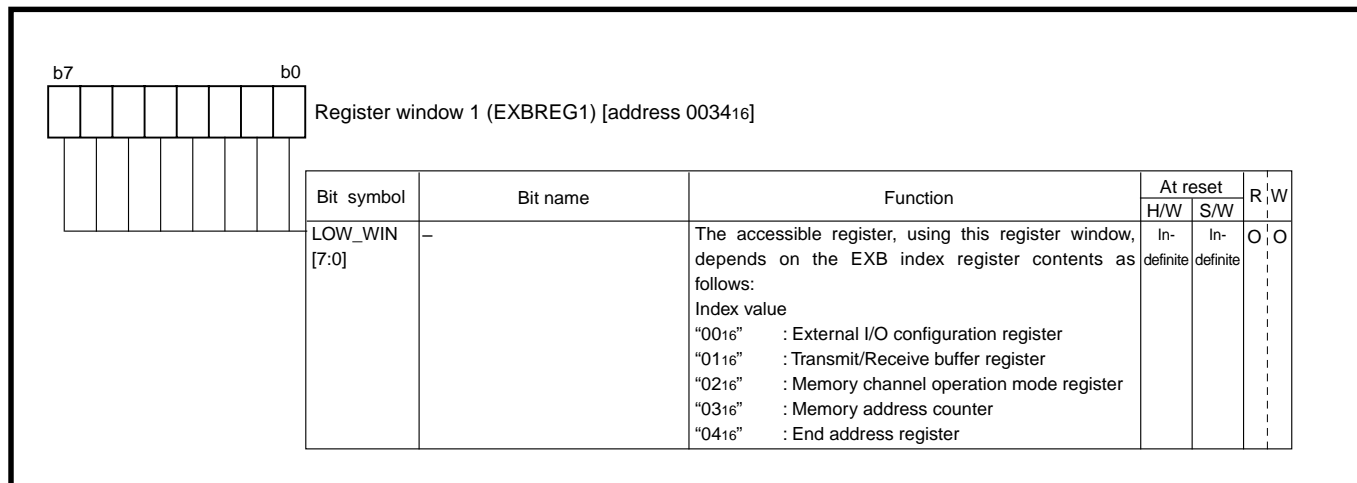 b7 b0
Register window 1 (EXBREG1) [address 003416]
Bit symbol Bit name Function At reset R W
H/W S/W
LOW_WIN – The accessible register, using this register window, In- In- O O
[7:0] depends on the EXB index register contents as definite definite
follows:
Index value
“0016” : External I/O configuration register
“0116” : Transmit/Receive buffer register
“0216” : Memory channel operation mode register
“0316” : Memory address counter
“0416” : End address register